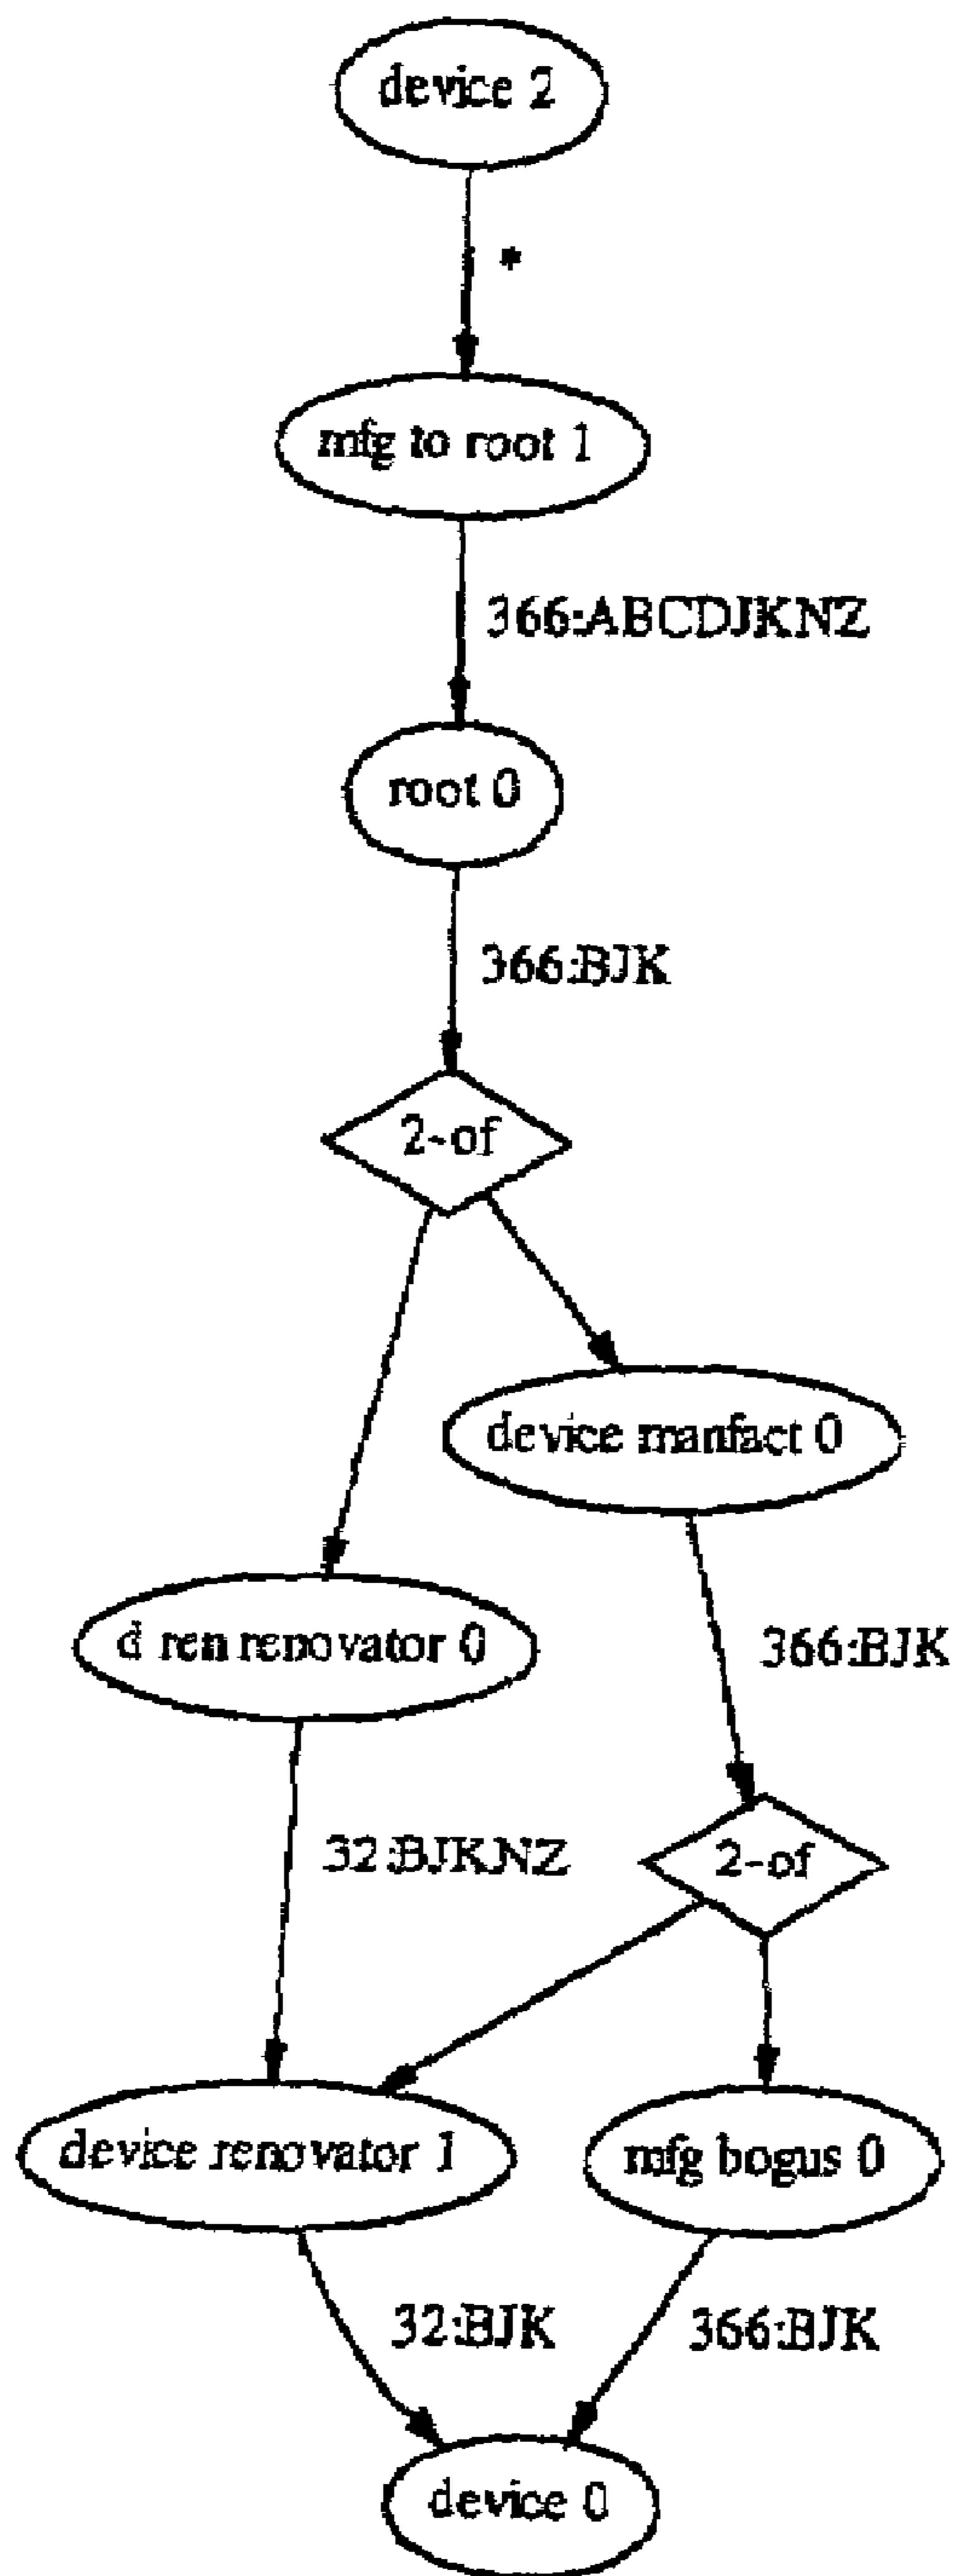 device 2
*
mfg to root 1
366:ABCDJKNZ
root 0
366:BJK
2-of
device manfact 0
d ren renovator 0
366:BJK
32:BJKNZ
2-of
device renovator 1
mfg bogus 0
32:BJK
366:BJK
device 0